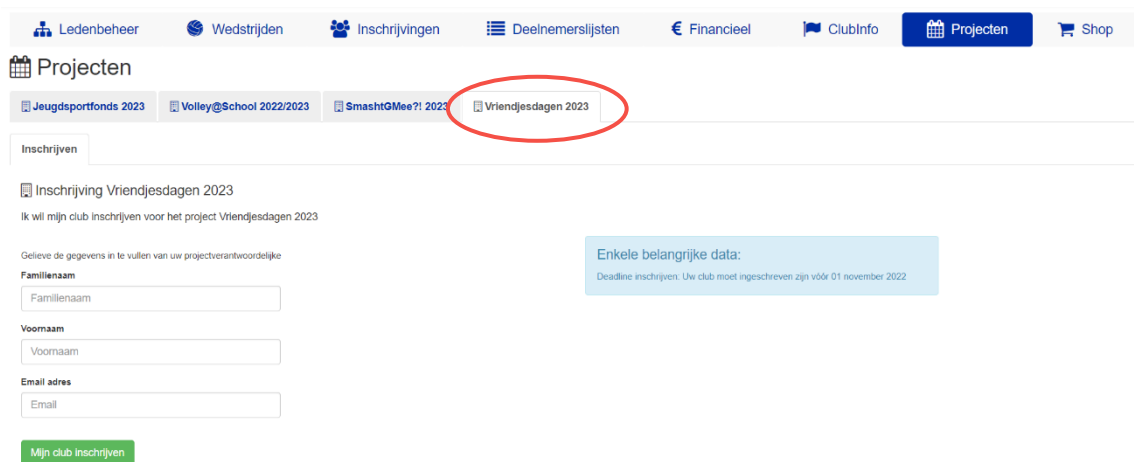 Ledenbeheer Wedstrijden Inschrijvingen Deelnemerslijsten € Financieel ClubInfo Projecten Shop
Projecten
Jeugdsportfonds 2023 Volley@School 2022/2023 SmashtGMee?! 2023 Vriendjesdagen 2023
Inschrijven
Inschrijving Vriendjesdagen 2023
Ik wil mijn club inschrijven voor het project Vriendjesdagen 2023
Gelieve de gegevens in te vullen van uw projectverantwoordelijke
Familienaam
Familienaam
Voornaam
Voornaam
Email adres
Email
Mijn club inschrijven
Enkele belangrijke data:
Deadline inschrijven: Uw club moet ingeschreven zijn vóór 01 november 2022